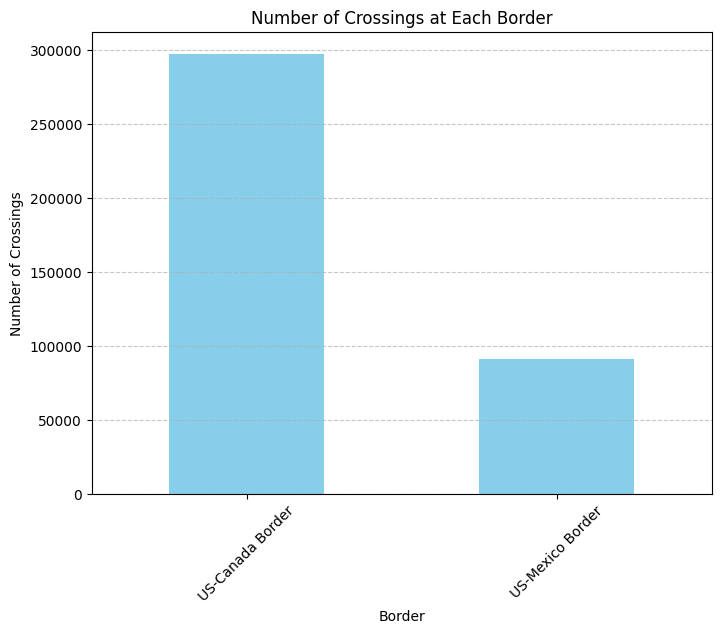 Number of Crossings at Each Border
Number of Crossings
300000
250000
200000
150000
100000
50000
0
US-Canada Border
US-Mexico Border
Border